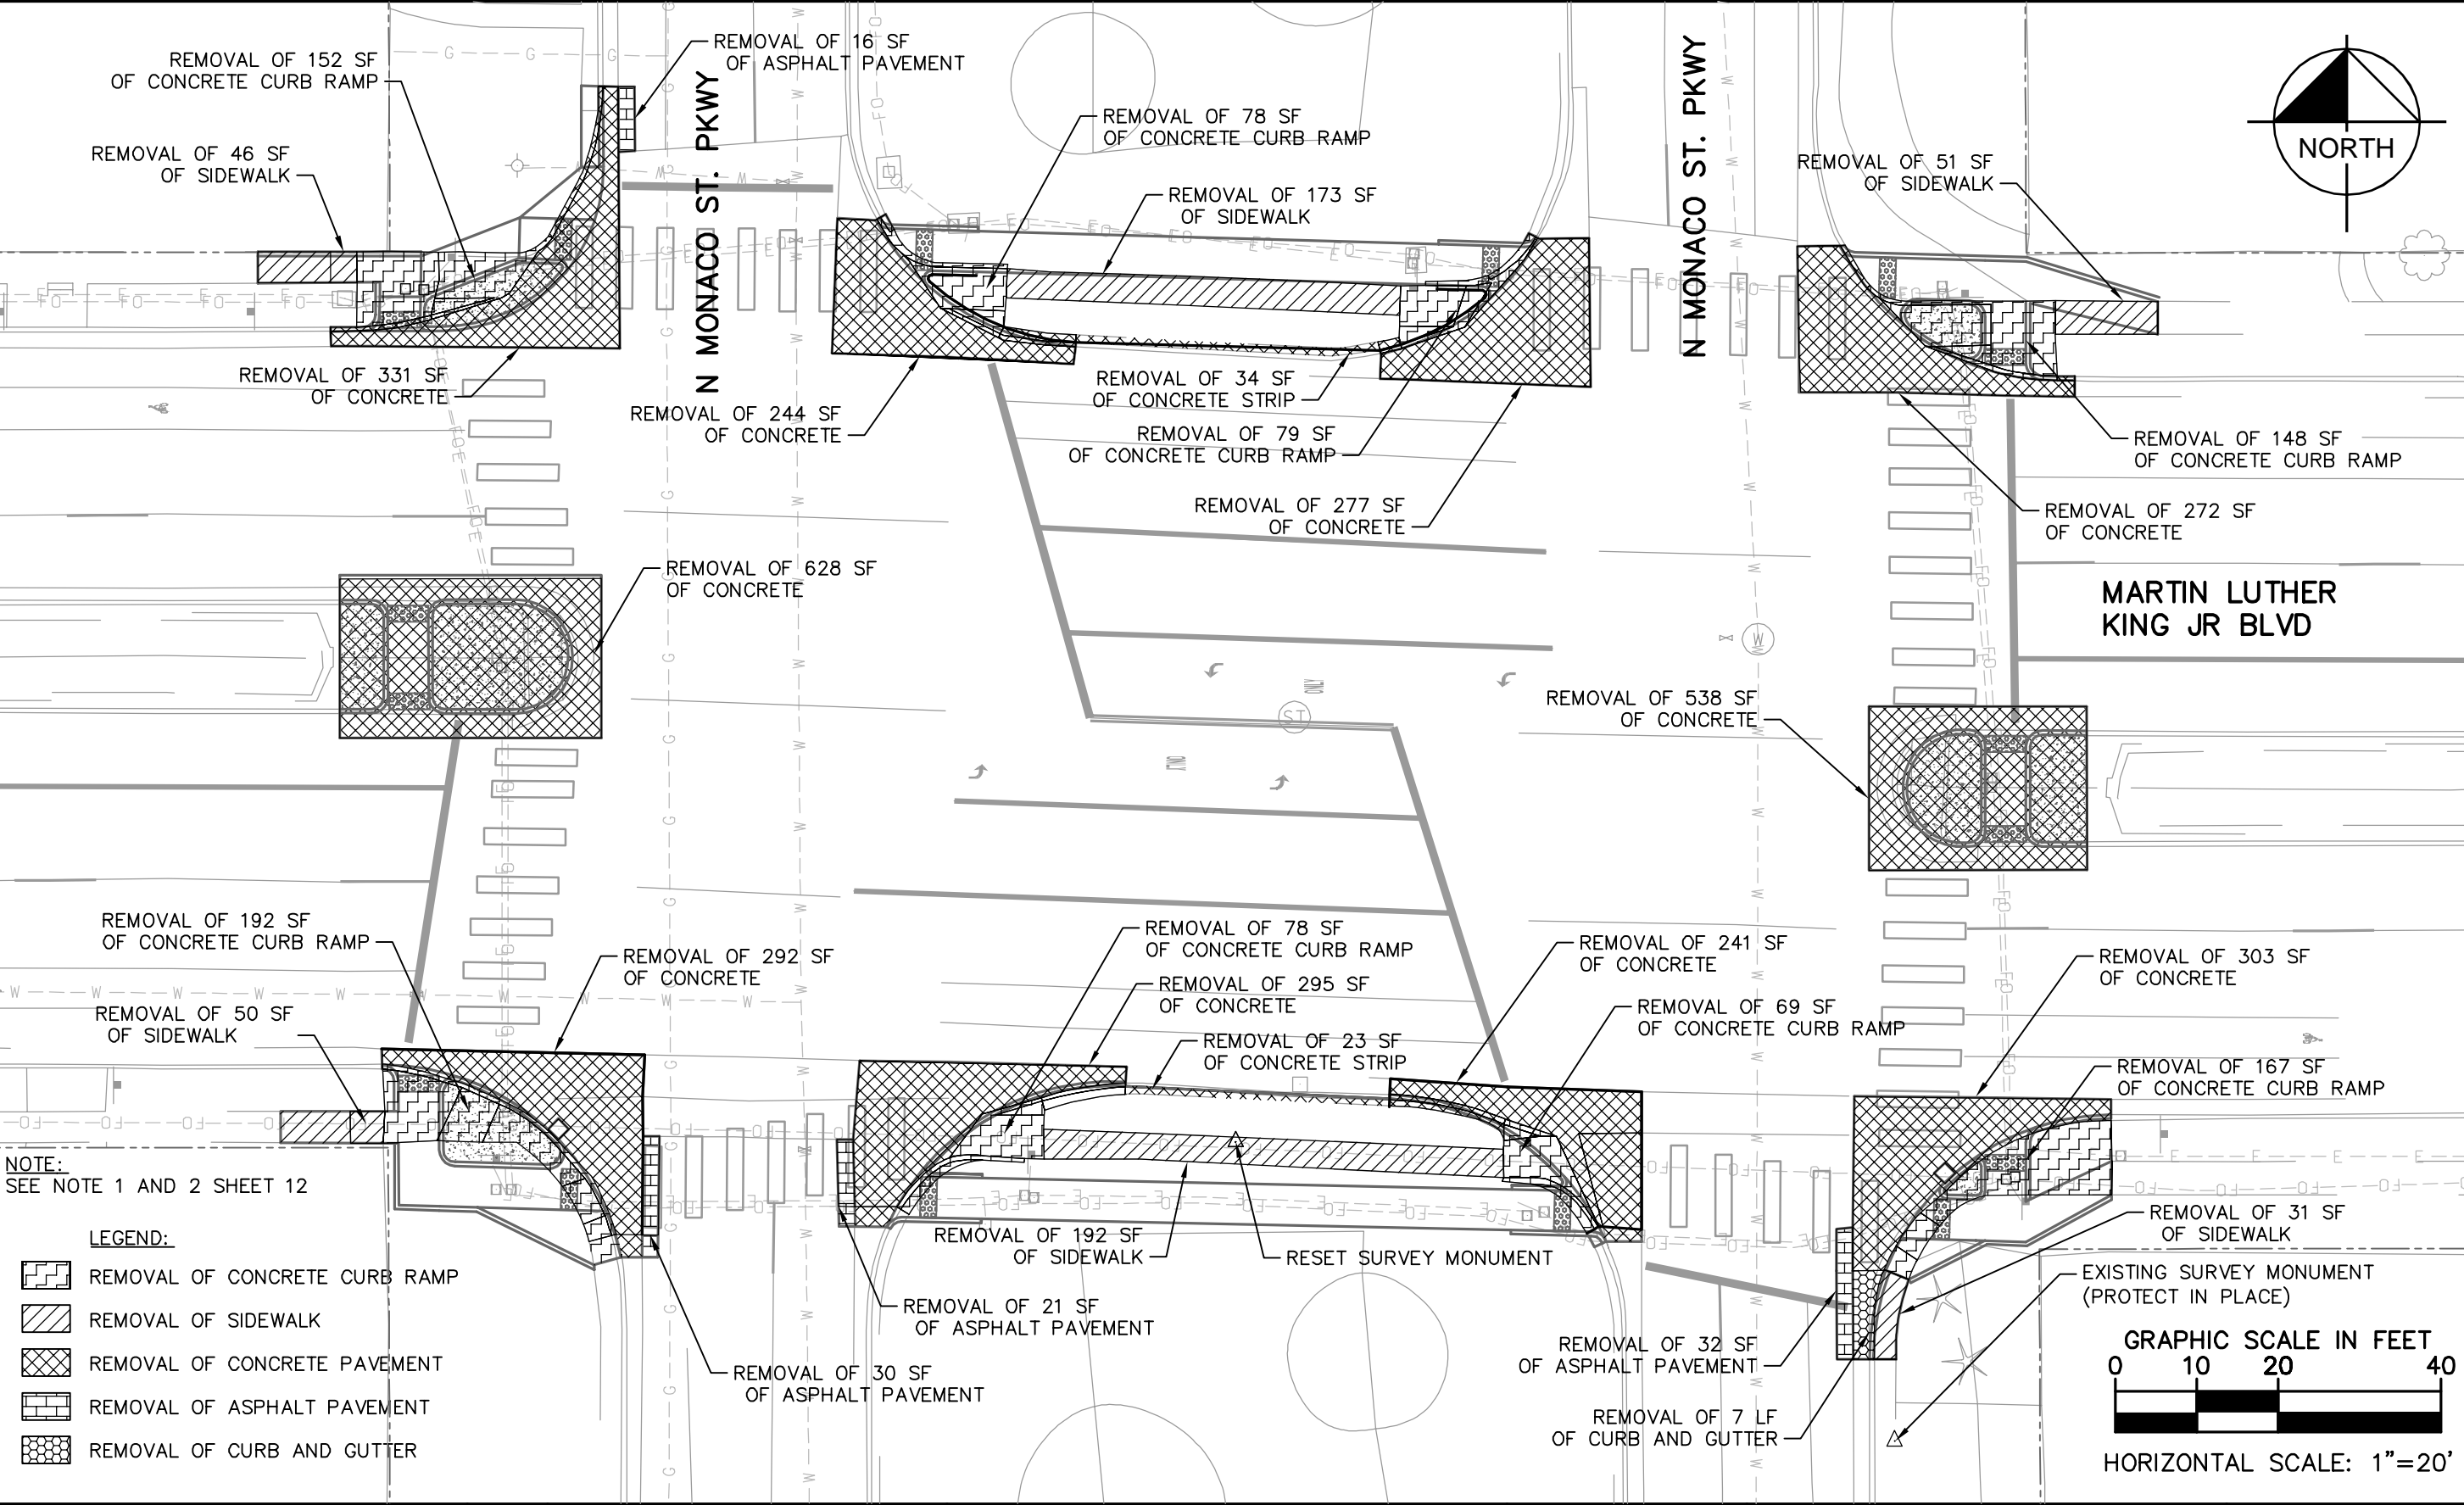 REMOVAL OF 152 SF
OF CONCRETE CURB RAMP
REMOVAL OF 16 SF
OF ASPHALT PAVEMENT
REMOVAL OF 46 SF
OF SIDEWALK
N MONACO ST. PKWY
REMOVAL OF 78 SF
OF CONCRETE CURB RAMP
REMOVAL OF 173 SF
OF SIDEWALK
N MONACO ST. PKWY
REMOVAL OF 51 SF
OF SIDEWALK
NORTH
REMOVAL OF 331 SF
OF CONCRETE
REMOVAL OF 244 SF
OF CONCRETE
REMOVAL OF 34 SF
OF CONCRETE STRIP
REMOVAL OF 79 SF
OF CONCRETE CURB RAMP
REMOVAL OF 277 SF
OF CONCRETE
REMOVAL OF 148 SF
OF CONCRETE CURB RAMP
REMOVAL OF 272 SF
OF CONCRETE
REMOVAL OF 628 SF
OF CONCRETE
MARTIN LUTHER
KING JR BLVD
W
ONLY
ST
ONLY
REMOVAL OF 538 SF
OF CONCRETE
REMOVAL OF 192 SF
OF CONCRETE CURB RAMP
REMOVAL OF 292 SF
OF CONCRETE
REMOVAL OF 50 SF
OF SIDEWALK
REMOVAL OF 78 SF
OF CONCRETE CURB RAMP
REMOVAL OF 295 SF
OF CONCRETE
REMOVAL OF 23 SF
OF CONCRETE STRIP
REMOVAL OF 241 SF
OF CONCRETE
REMOVAL OF 69 SF
OF CONCRETE CURB RAMP
REMOVAL OF 303 SF
OF CONCRETE
REMOVAL OF 167 SF
OF CONCRETE CURB RAMP
NOTE:
SEE NOTE 1 AND 2 SHEET 12
REMOVAL OF 192 SF
OF SIDEWALK
RESET SURVEY MONUMENT
REMOVAL OF 31 SF
OF SIDEWALK
EXISTING SURVEY MONUMENT
(PROTECT IN PLACE)
REMOVAL OF 21 SF
OF ASPHALT PAVEMENT
REMOVAL OF 30 SF
OF ASPHALT PAVEMENT
REMOVAL OF 32 SF
OF ASPHALT PAVEMENT
REMOVAL OF 7 LF
OF CURB AND GUTTER
LEGEND:
REMOVAL OF CONCRETE CURB RAMP
REMOVAL OF SIDEWALK
REMOVAL OF CONCRETE PAVEMENT
REMOVAL OF ASPHALT PAVEMENT
REMOVAL OF CURB AND GUTTER
GRAPHIC SCALE IN FEET
0 10 20 40
HORIZONTAL SCALE: 1"=20'